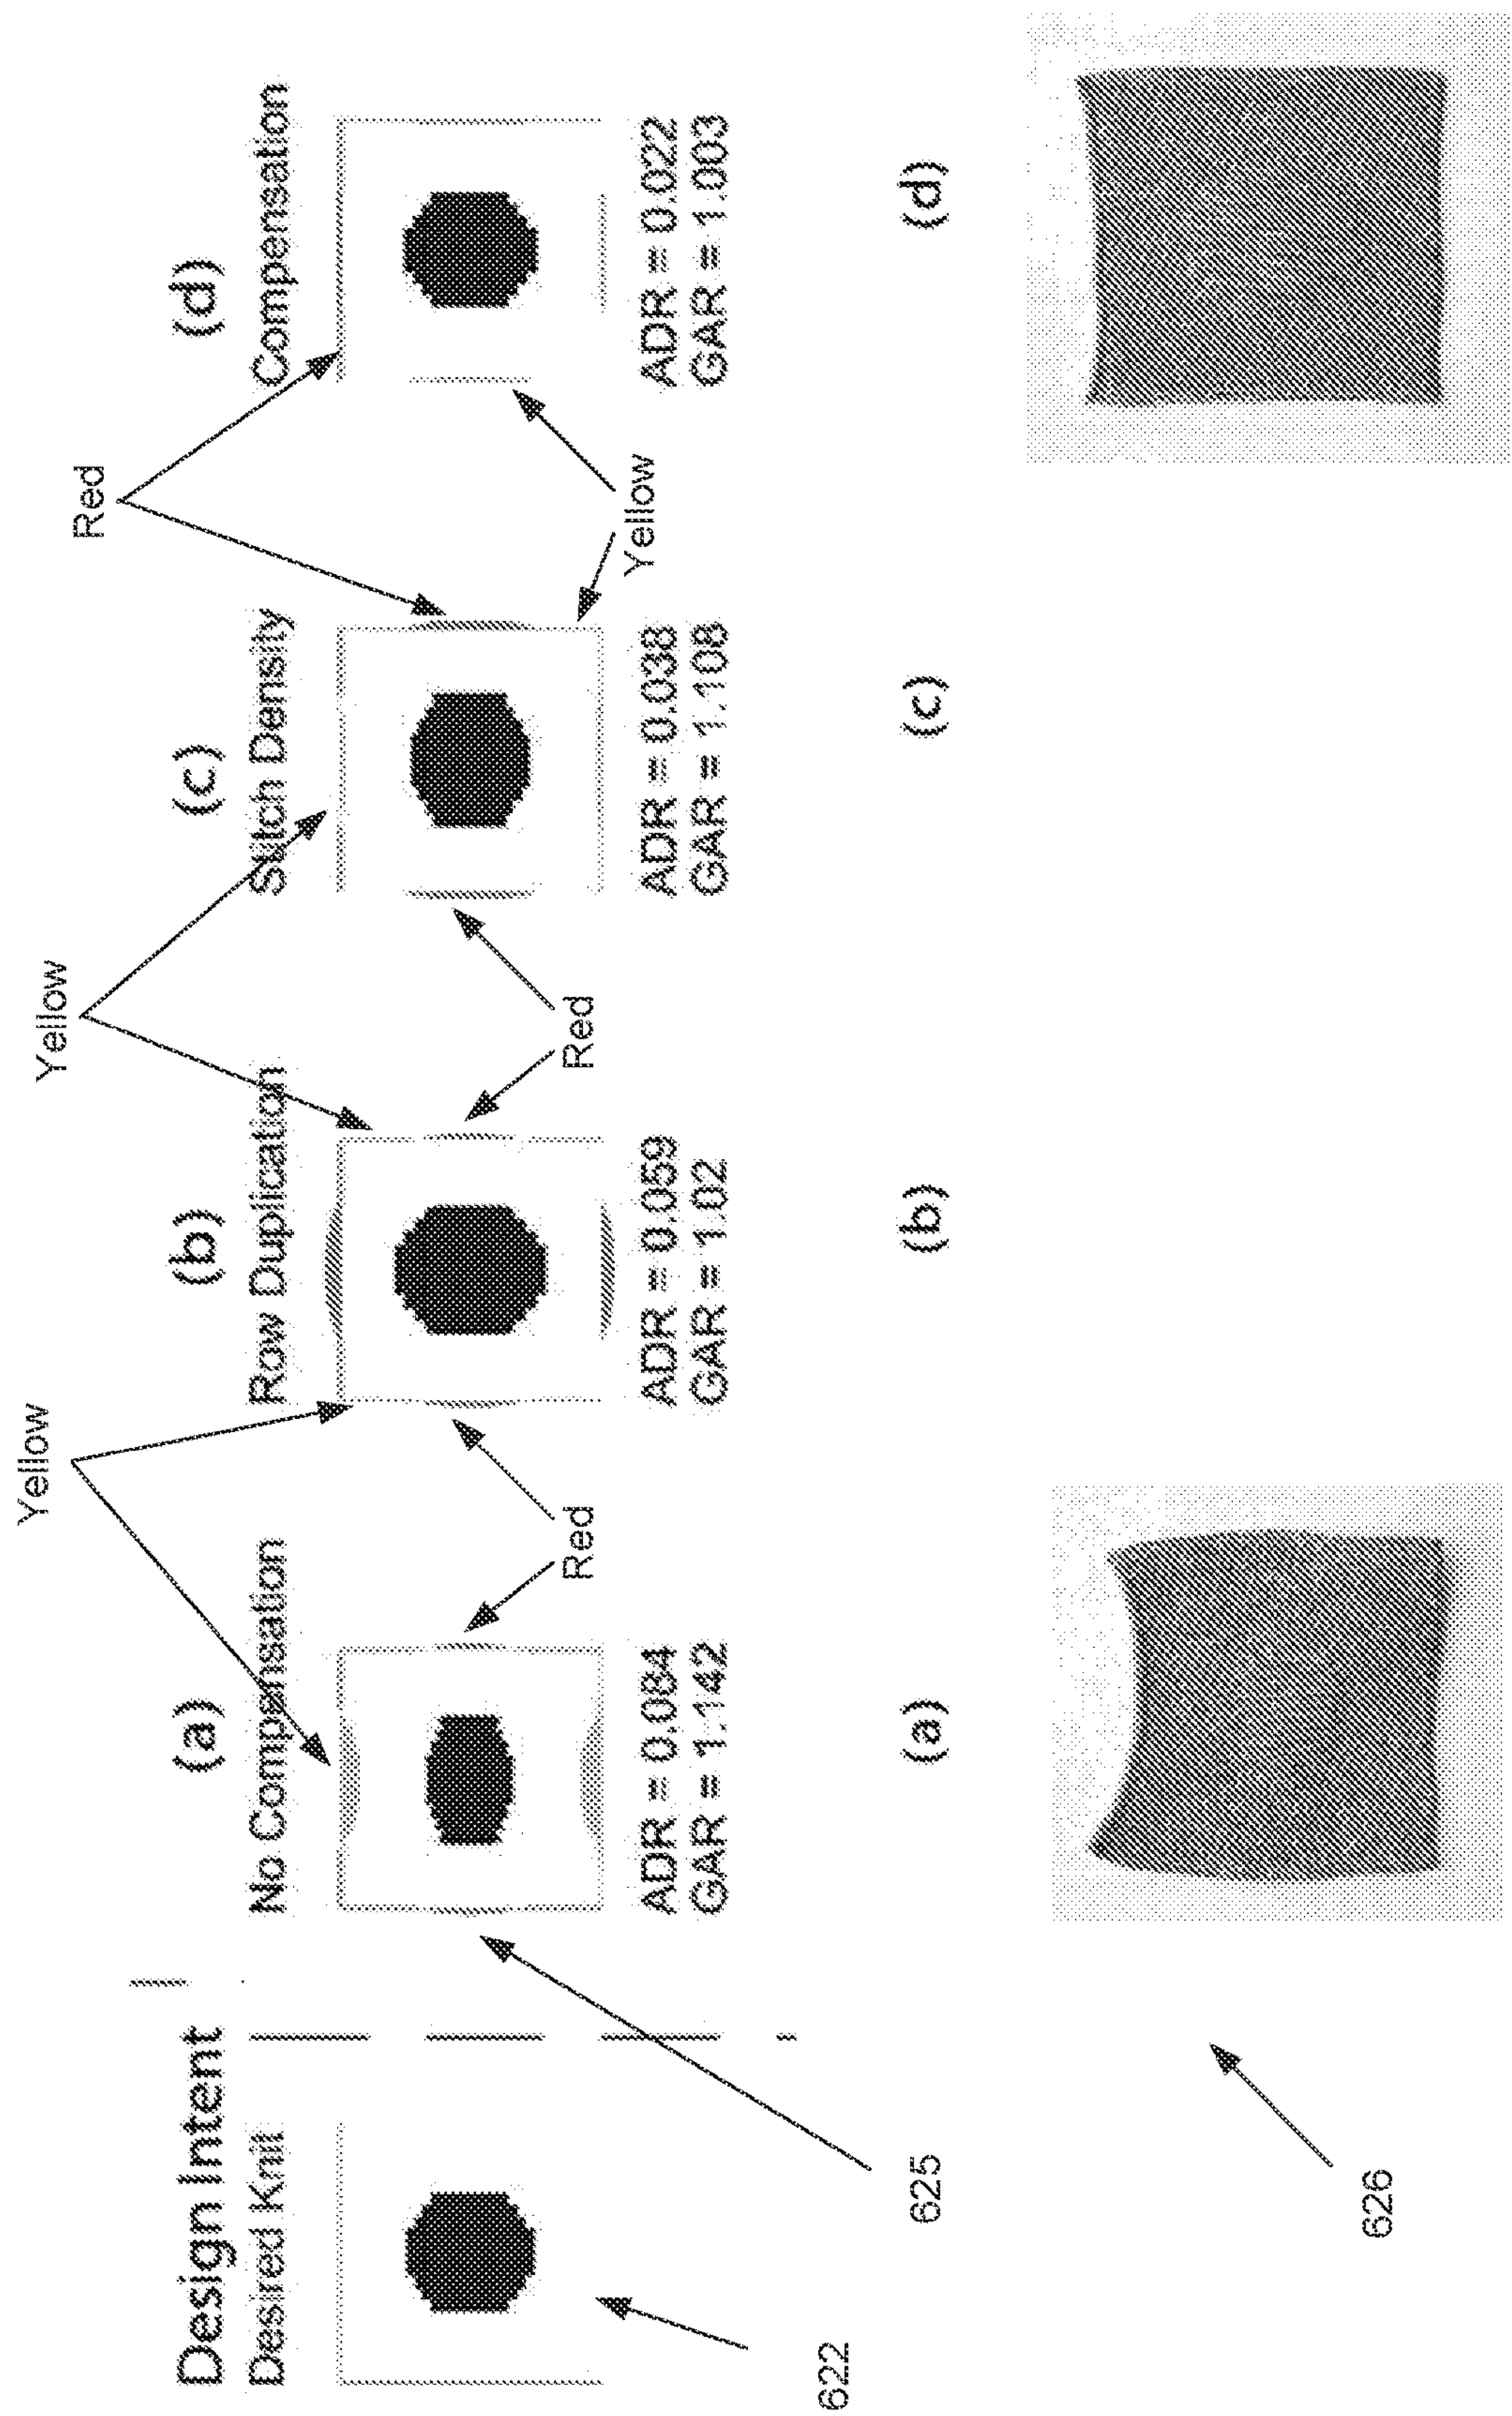 Yellow
Yellow
Red
Design Intent
(a)
(b)
(c)
(d)
Desired Knit
No Compensation
Row Duplication
Stitch Density
Compensation
Red
Red
Yellow
622
625
ADR = 0.084
GAR = 1.142
ADR = 0.059
GAR = 1.02
ADR = 0.038
GAR = 1.108
ADR = 0.022
GAR = 1.003
(a)
(b)
(c)
(d)
626